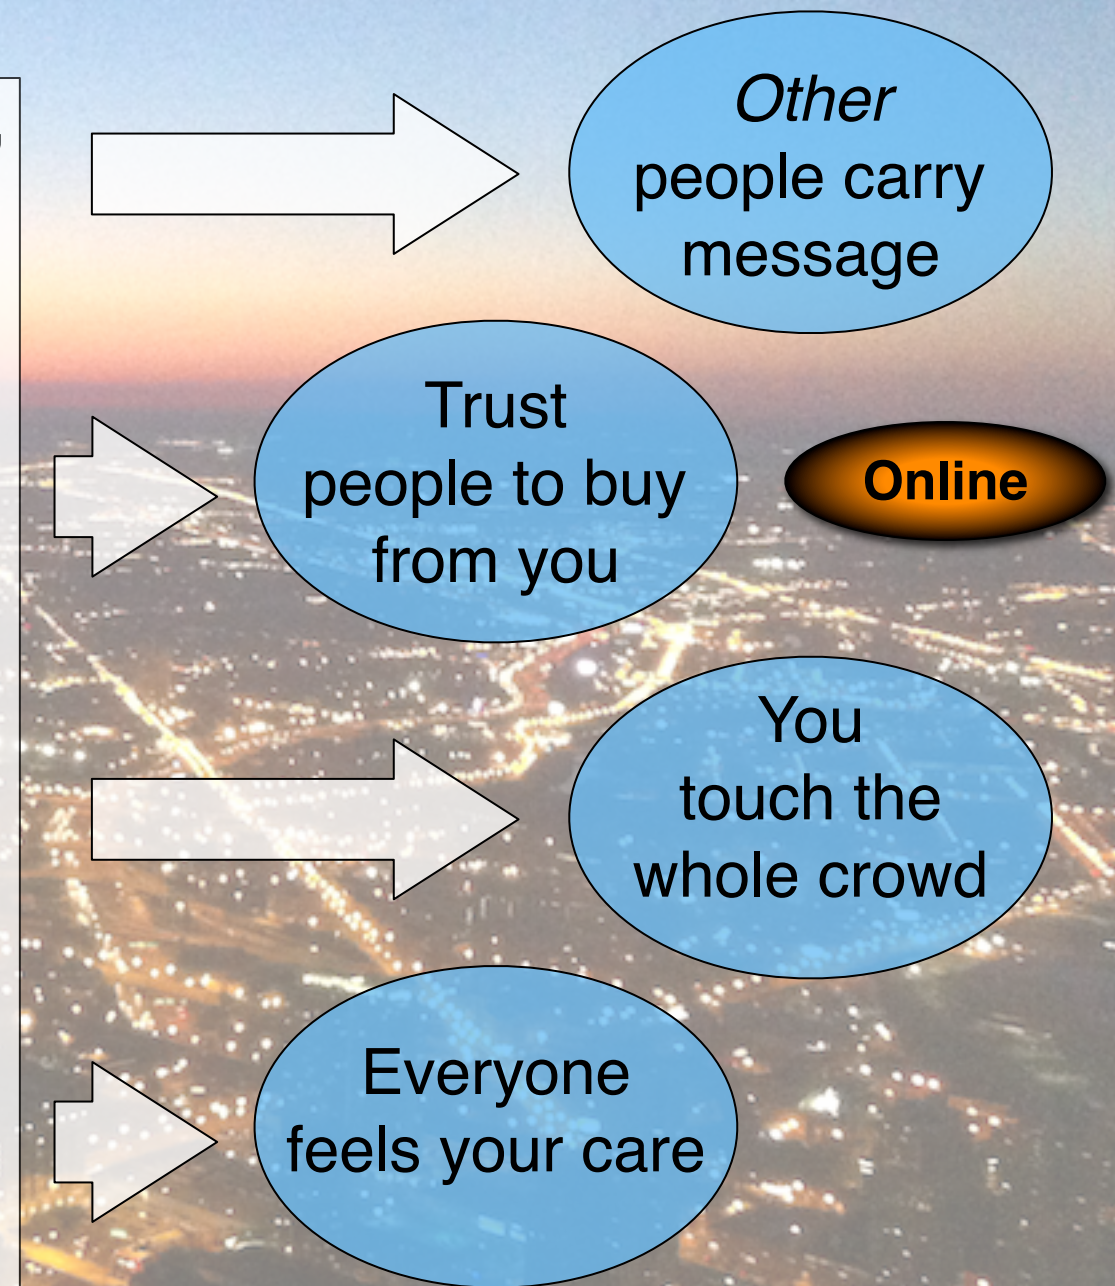 Other
people carry
message
Trust
people to buy
from you
Online
You
touch the
whole crowd
Everyone
feels your care